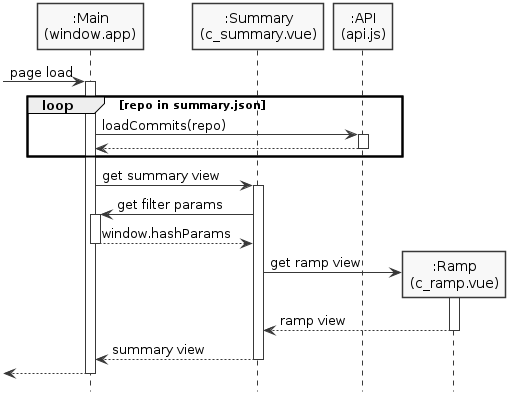 :Main
(window.app)
:Summary
(c_summary.vue)
:API
(api.js)
page load
loop
[repo in summary.json]
loadCommits(repo)
get summary view
get filter params
window.hashParams
get ramp view
:Ramp
(c_ramp.vue)
ramp view
summary view